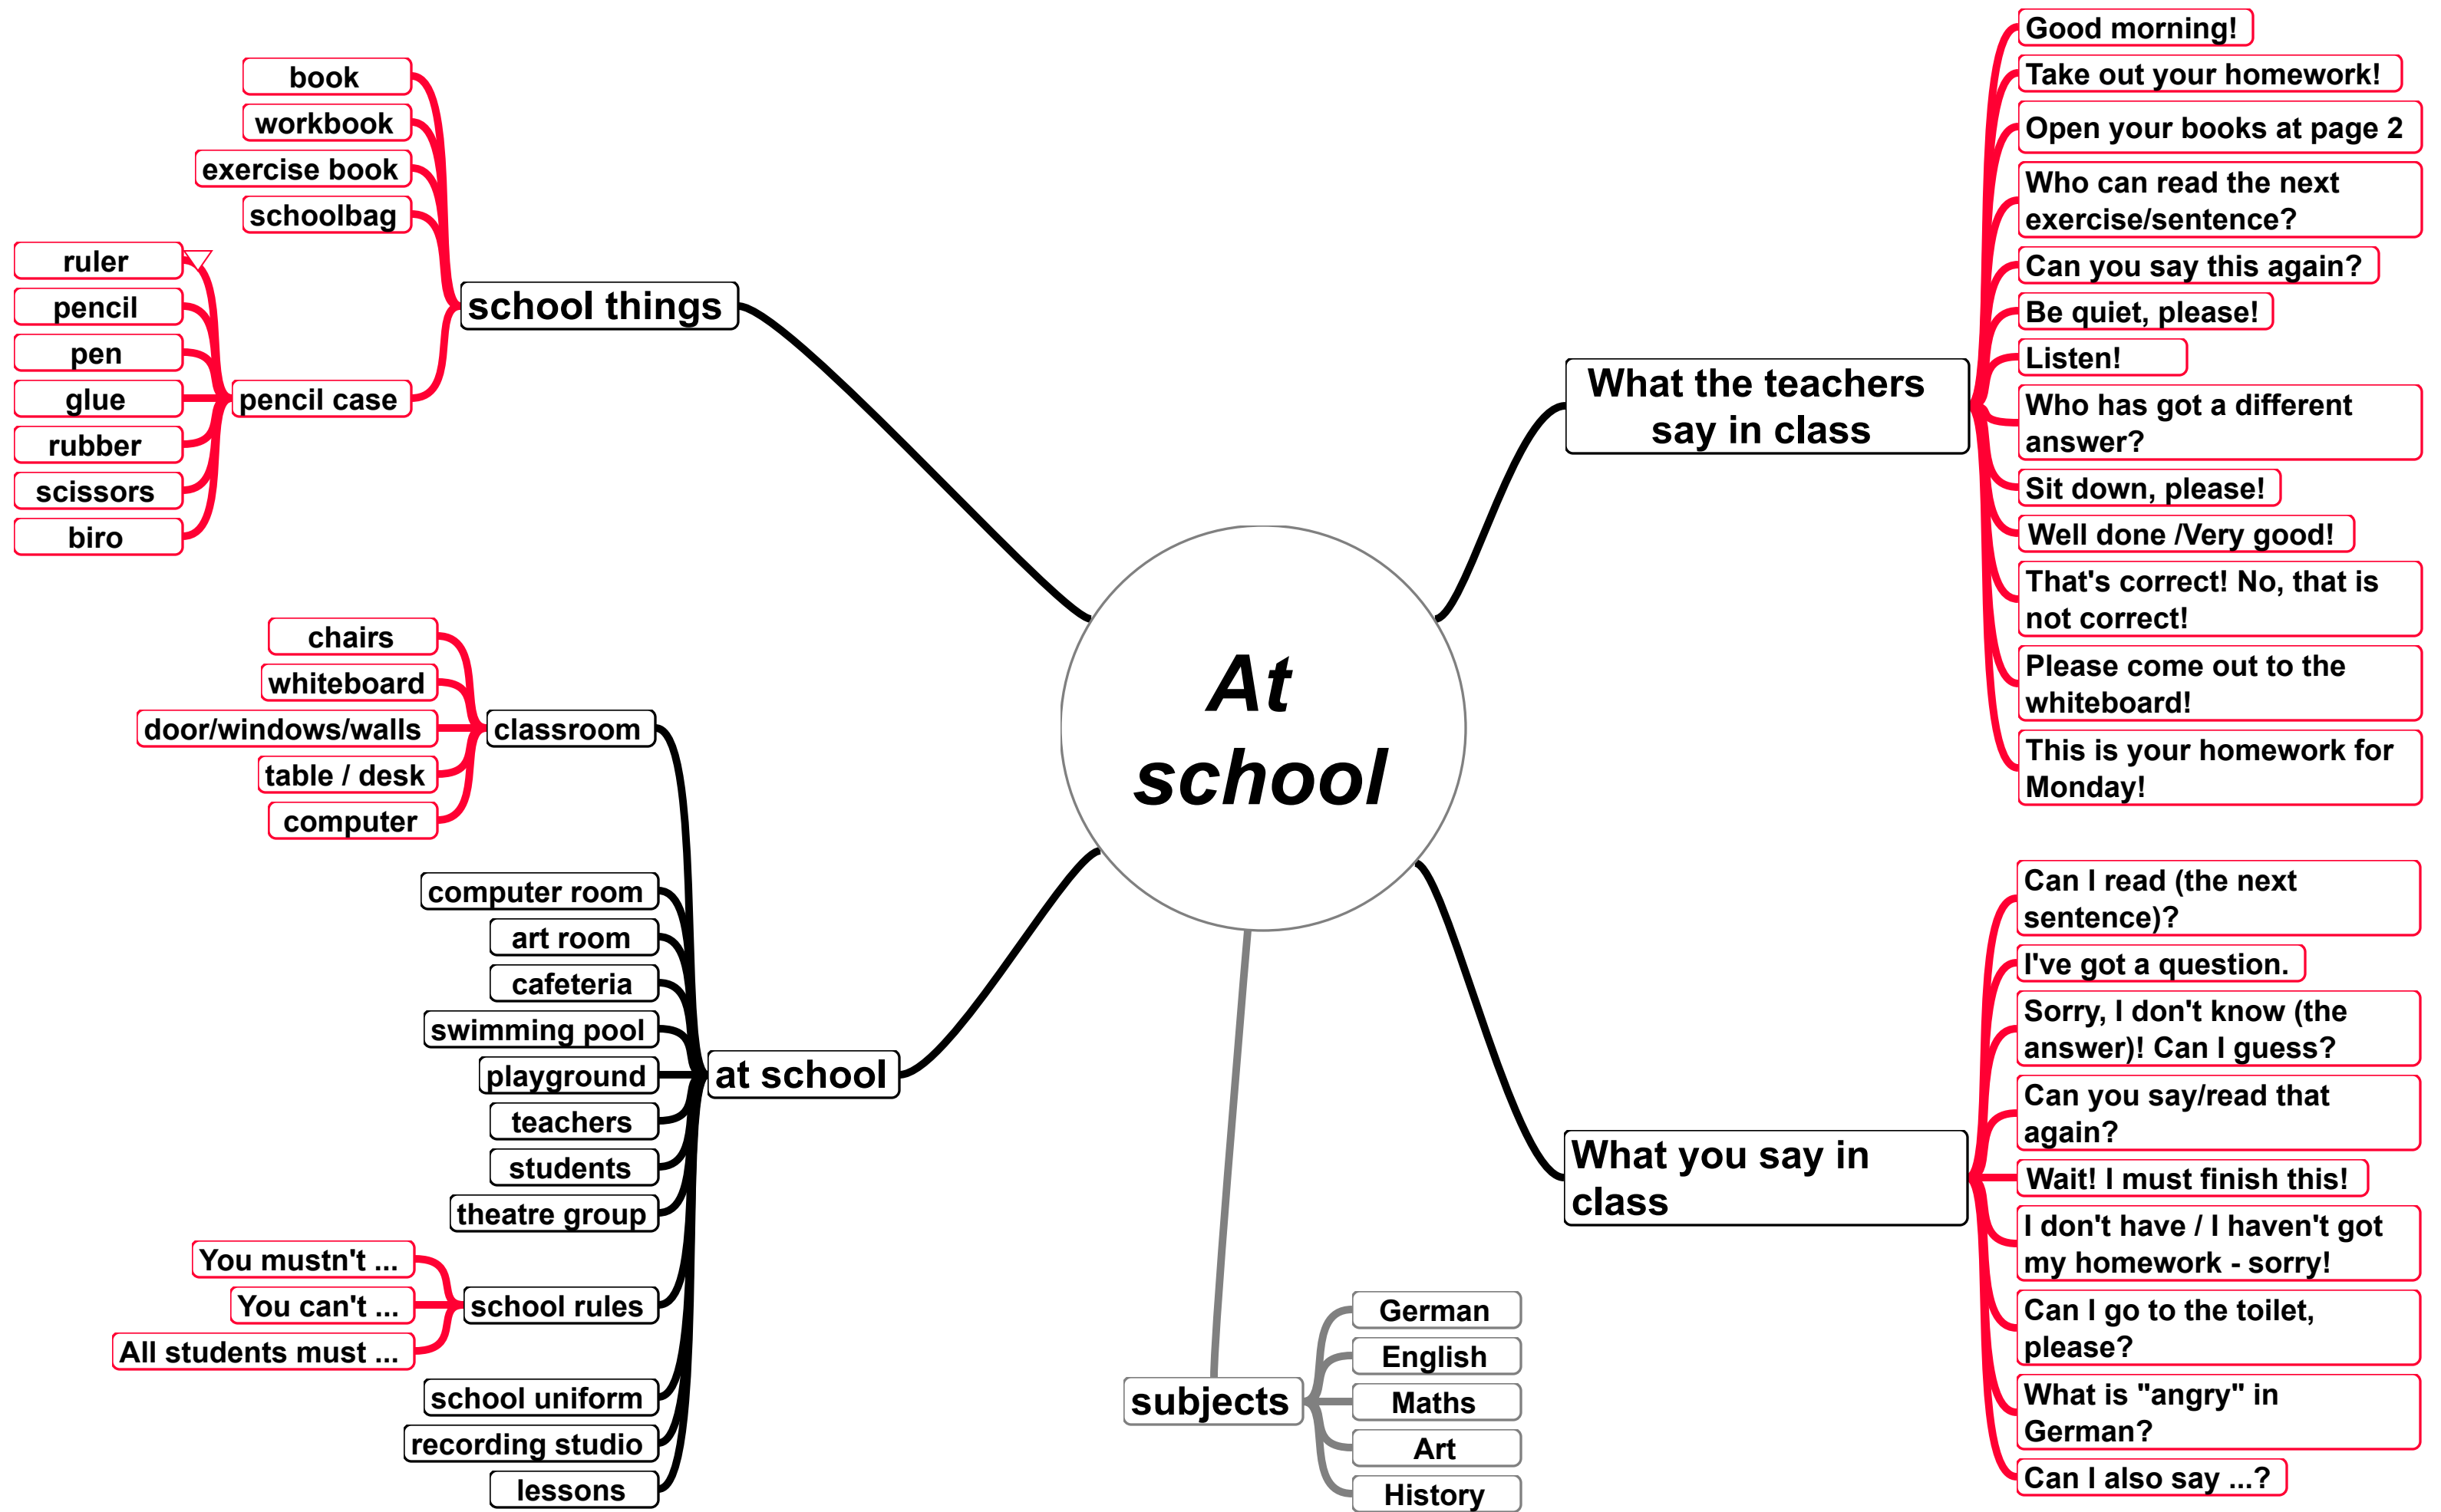 At
school
school things
book
workbook
exercise book
schoolbag
pencil case
ruler
pencil
pen
glue
rubber
scissors
biro
at school
classroom
chairs
whiteboard
door/windows/walls
table / desk
computer
computer room
art room
cafeteria
swimming pool
playground
teachers
students
theatre group
school rules
You mustn't ...
You can't ...
All students must ...
school uniform
recording studio
lessons
subjects
German
English
Maths
Art
History
What the teachers
say in class
Good morning!
Take out your homework!
Open your books at page 2
Who can read the next
exercise/sentence?
Can you say this again?
Be quiet, please!
Listen!
Who has got a different
answer?
Sit down, please!
Well done /Very good!
That's correct! No, that is
not correct!
Please come out to the
whiteboard!
This is your homework for
Monday!
What you say in
class
Can I read (the next
sentence)?
I've got a question.
Sorry, I don't know (the
answer)! Can I guess?
Can you say/read that
again?
Wait! I must finish this!
I don't have / I haven't got
my homework - sorry!
Can I go to the toilet,
please?
What is "angry" in
German?
Can I also say ...?